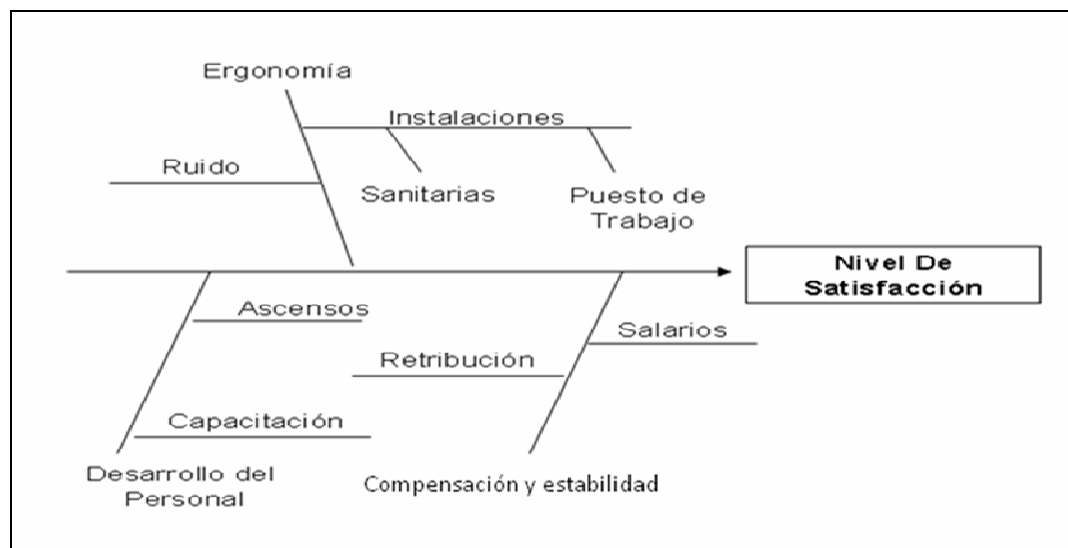 Ergonomía
Instalaciones
Ruido
Sanitarias
Puesto de
Trabajo
Nivel De
Satisfacción
Ascensos
Salarios
Retribución
Capacitación
Desarrollo del
Personal
Compensación y estabilidad